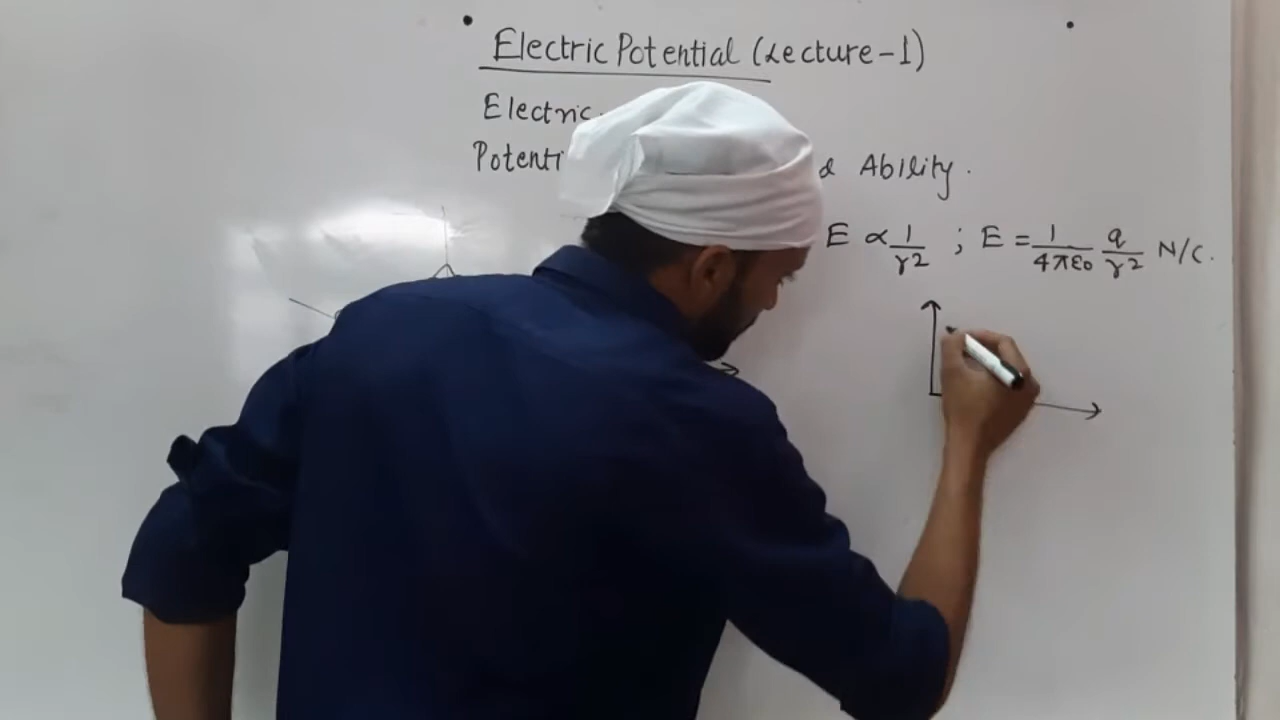 Electric Potential (Lecture-1)
Electric
Potenti Ability.
E ∝ 1/r² ; E = 1/4πε₀ q/r² N/C.